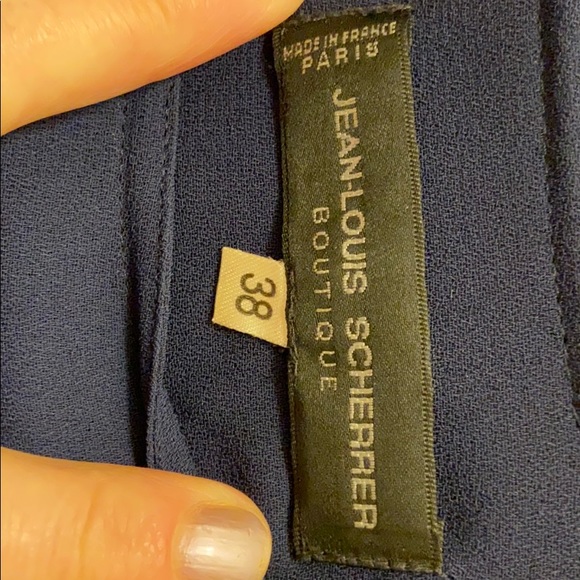 MADE IN FRANCE
PARIS
JEAN-LOUIS SCHERRER
BOUTIQUE
38